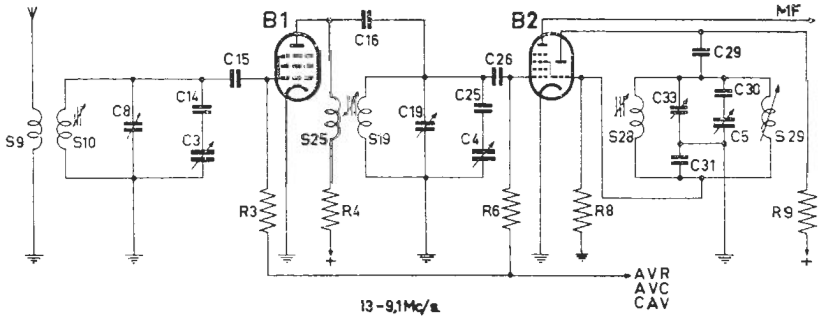 B1 B2 MF
C15 C16 C26 C29
C14 C8 C3 C25 C19 C4 C33 C30 C5 C31
S9 S10 S25 S19 S28 S29
R3 R4 R6 R8 R9
+ +
AVR
AVC
CAV
13-9,1Mc/s